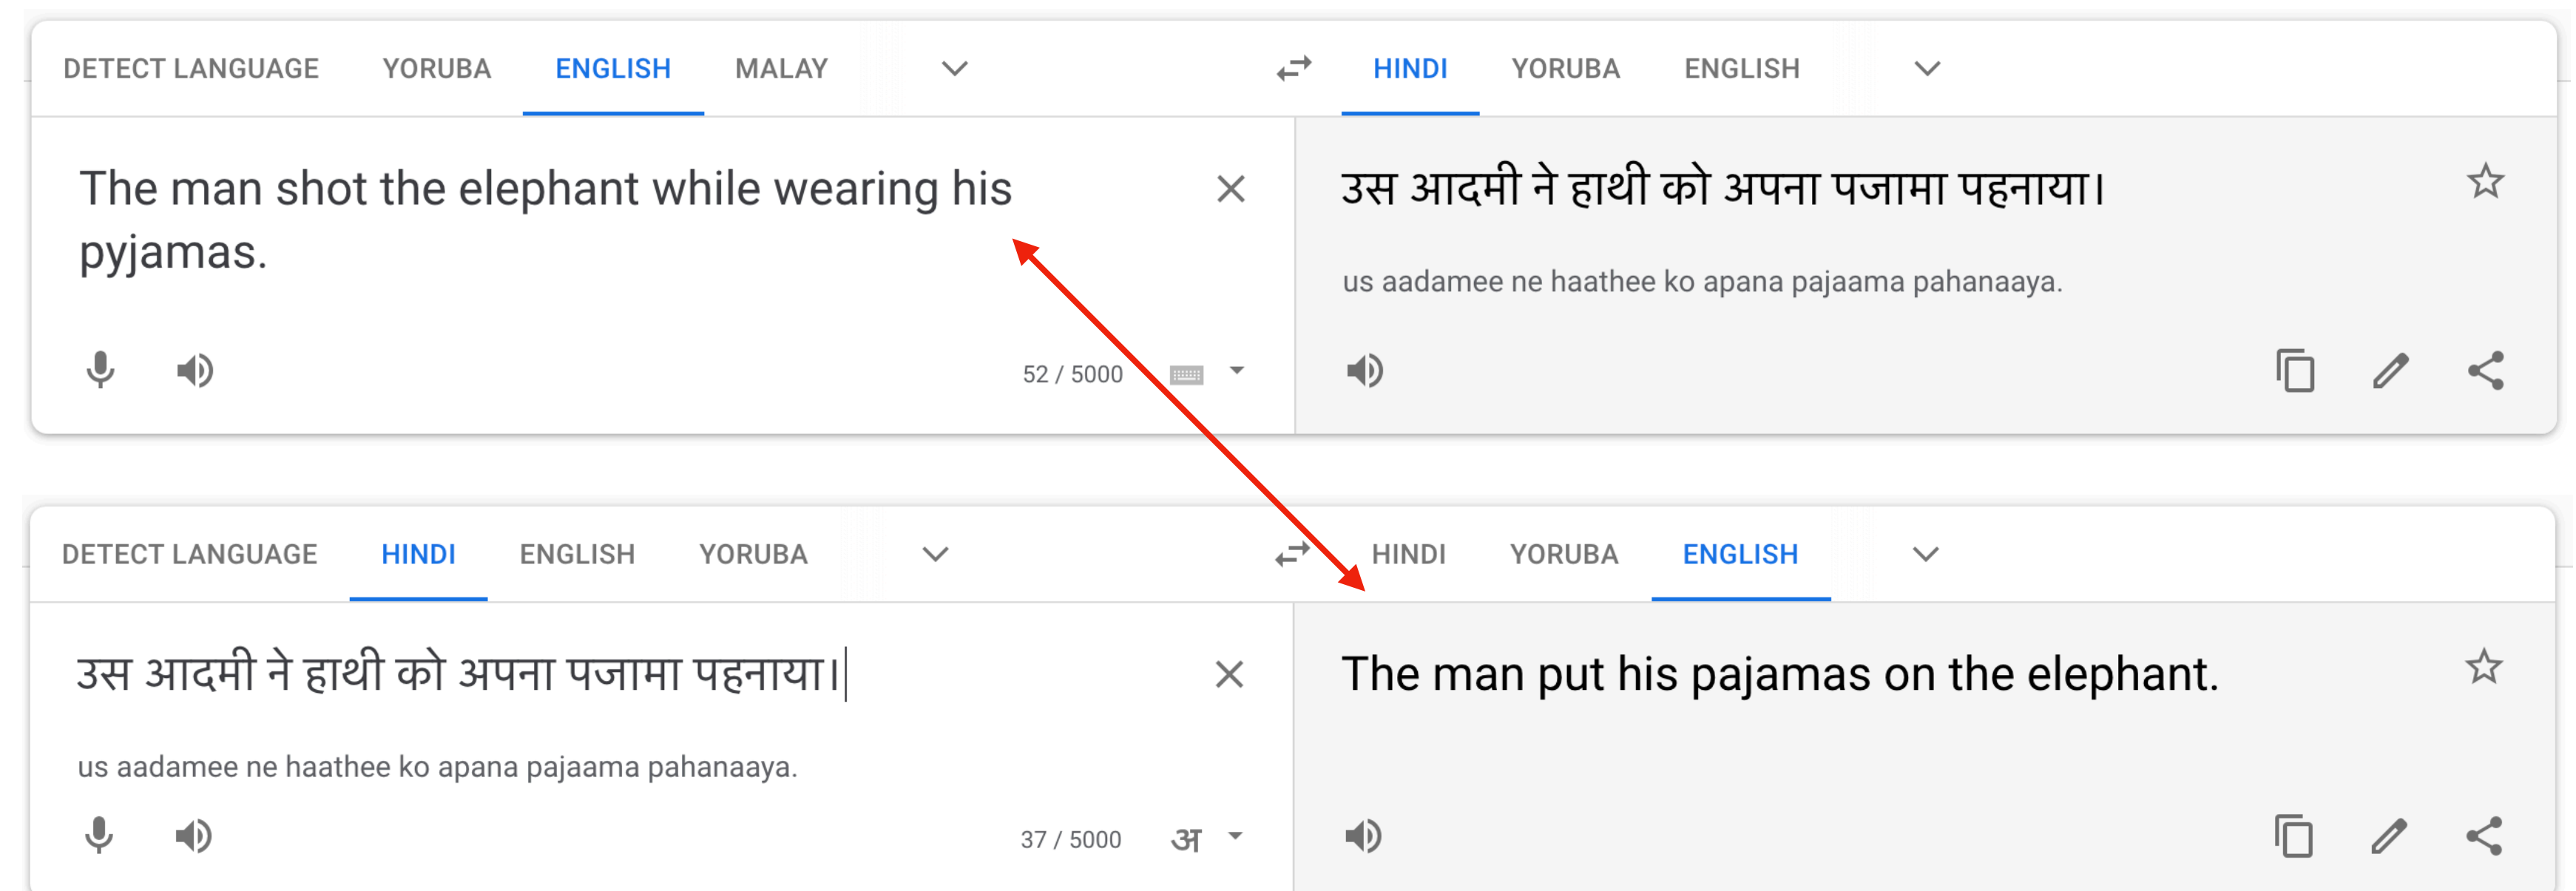 DETECT LANGUAGE YORUBA ENGLISH MALAY HINDI YORUBA ENGLISH
The man shot the elephant while wearing his
pyjamas.
52 / 5000
उस आदमी ने हाथी को अपना पजामा पहनाया।
us aadamee ne haathee ko apana pajaama pahanaaya.
DETECT LANGUAGE HINDI ENGLISH YORUBA HINDI YORUBA ENGLISH
उस आदमी ने हाथी को अपना पजामा पहनाया।
us aadamee ne haathee ko apana pajaama pahanaaya.
37 / 5000 अ
The man put his pajamas on the elephant.